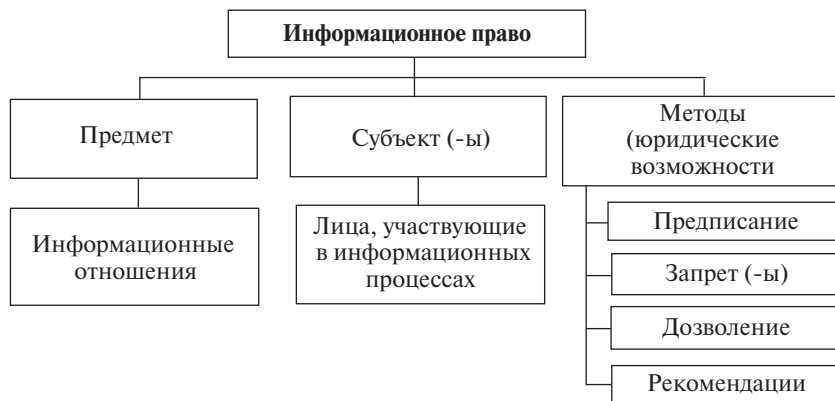 Информационное право
Предмет
Субъект (-ы)
Методы
(юридические
возможности
Информационные
отношения
Лица, участвующие
в информационных
процессах
Предписание
Запрет (-ы)
Дозволение
Рекомендации